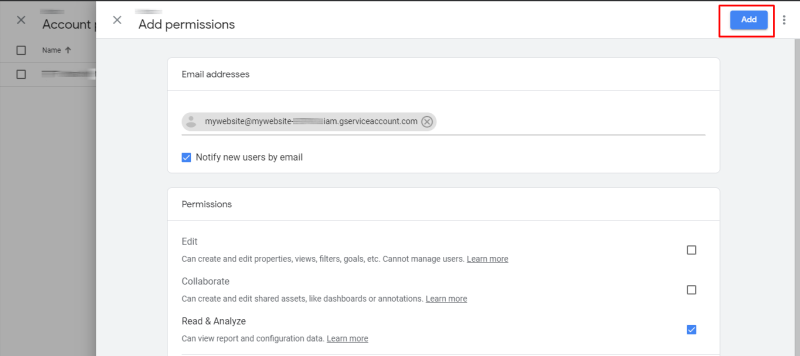 Account p
Name
Add permissions
Add
Email addresses
mywebsite@mywebsite- iam.gserviceaccount.com
Notify new users by email
Permissions
Edit
Can create and edit properties, views, filters, goals, etc. Cannot manage users. Learn more
Collaborate
Can create and edit shared assets, like dashboards or annotations. Learn more
Read & Analyze
Can view report and configuration data. Learn more